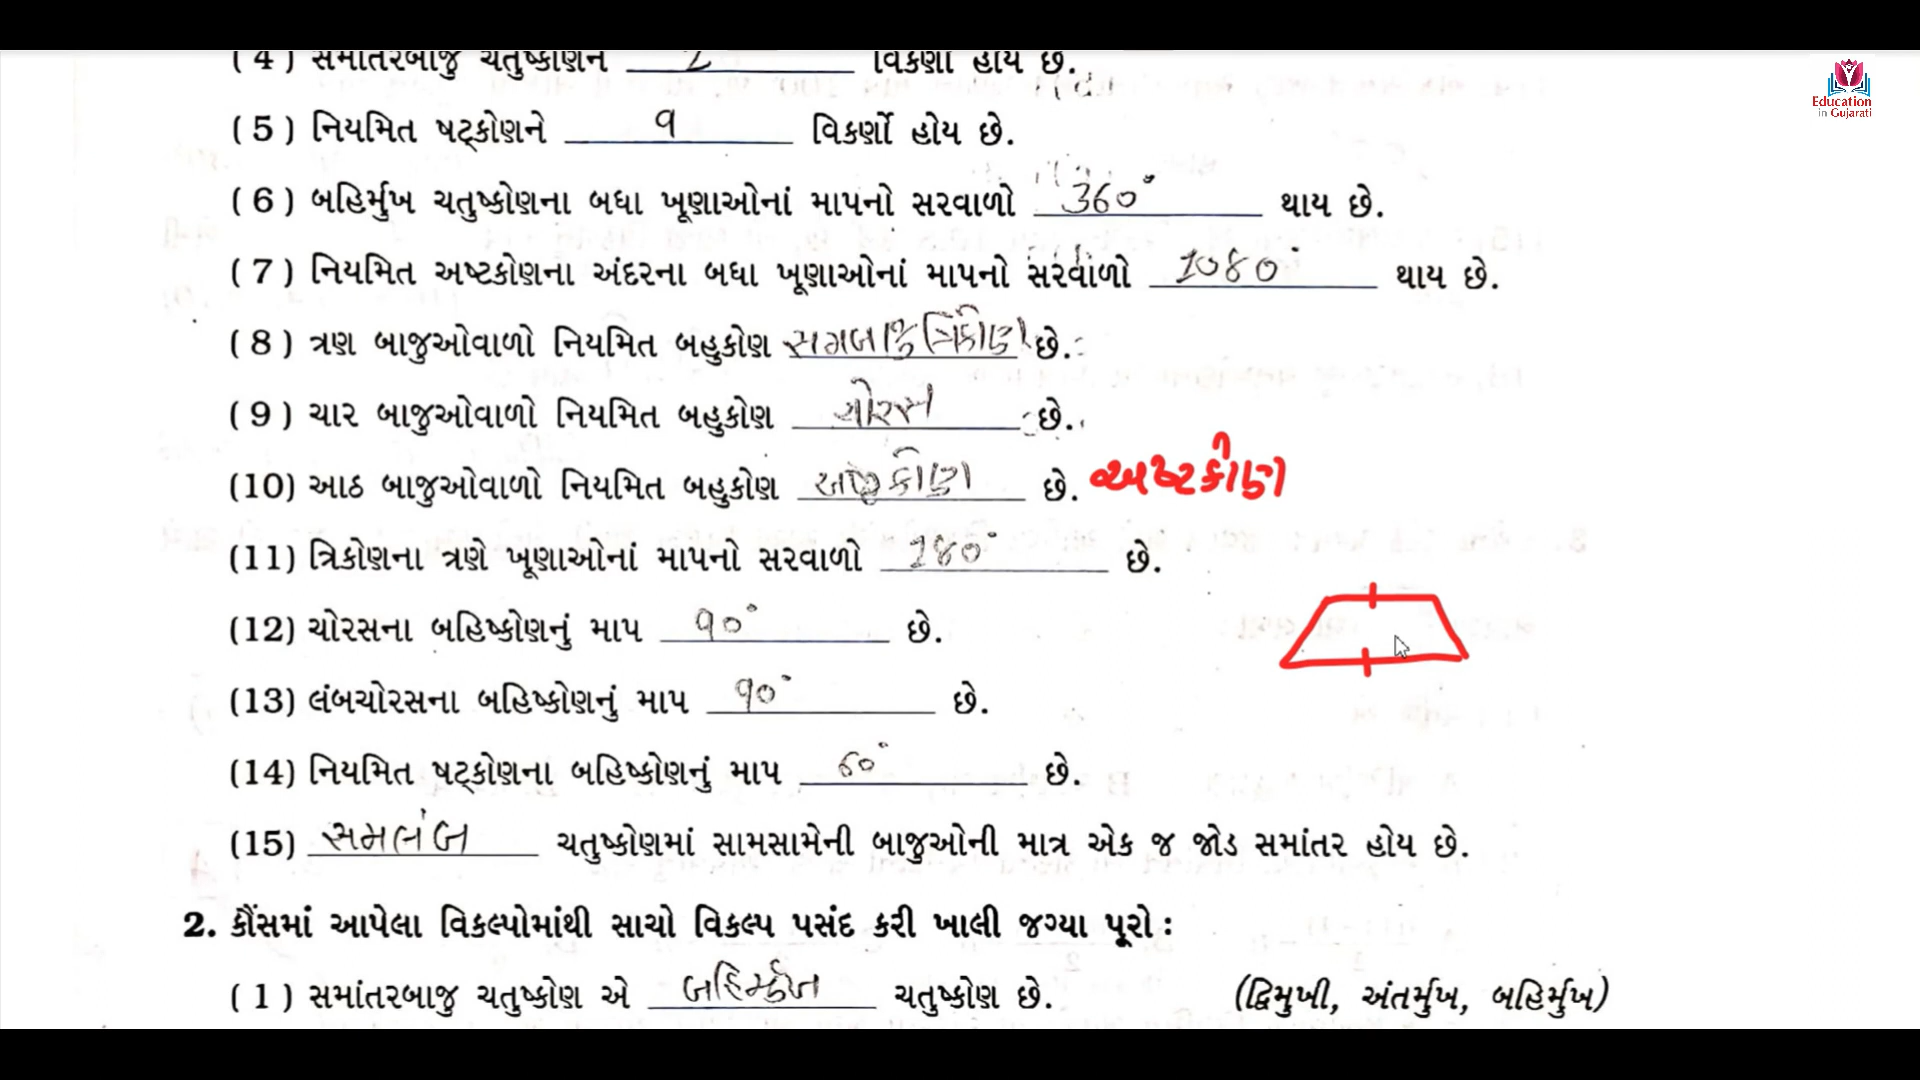 (4) સમાંતરબાજુ ચતુષ્કોણને 2 વિકર્ણો હોય છે.
Education
in Gujarati
(5) નિયમિત ષટ્કોણને 9 વિકર્ણો હોય છે.
(6) બહિર્મુખ ચતુષ્કોણના બધા ખૂણાઓનાં માપનો સરવાળો 360° થાય છે.
(7) નિયમિત અષ્ટકોણના અંદરના બધા ખૂણાઓનાં માપનો સરવાળો 1080° થાય છે.
(8) ત્રણ બાજુઓવાળો નિયમિત બહુકોણ સમબાજુ ત્રિકોણ છે.
(9) ચાર બાજુઓવાળો નિયમિત બહુકોણ ચોરસ છે.
(10) આઠ બાજુઓવાળો નિયમિત બહુકોણ અષ્ટકોણ છે. અષ્ટકોણ
(11) ત્રિકોણના ત્રણે ખૂણાઓનાં માપનો સરવાળો 180° છે.
(12) ચોરસના બહિષ્કોણનું માપ 90° છે.
(13) લંબચોરસના બહિષ્કોણનું માપ 90° છે.
(14) નિયમિત ષટ્કોણના બહિષ્કોણનું માપ 60° છે.
(15) સમલંબ ચતુષ્કોણમાં સામસામેની બાજુઓની માત્ર એક જ જોડ સમાંતર હોય છે.
2. કૌંસમાં આપેલા વિકલ્પોમાંથી સાચો વિકલ્પ પસંદ કરી ખાલી જગ્યા પૂરો :
(1) સમાંતરબાજુ ચતુષ્કોણ એ બહિર્મુખ ચતુષ્કોણ છે. (દ્વિમુખી, અંતર્મુખ, બહિર્મુખ)